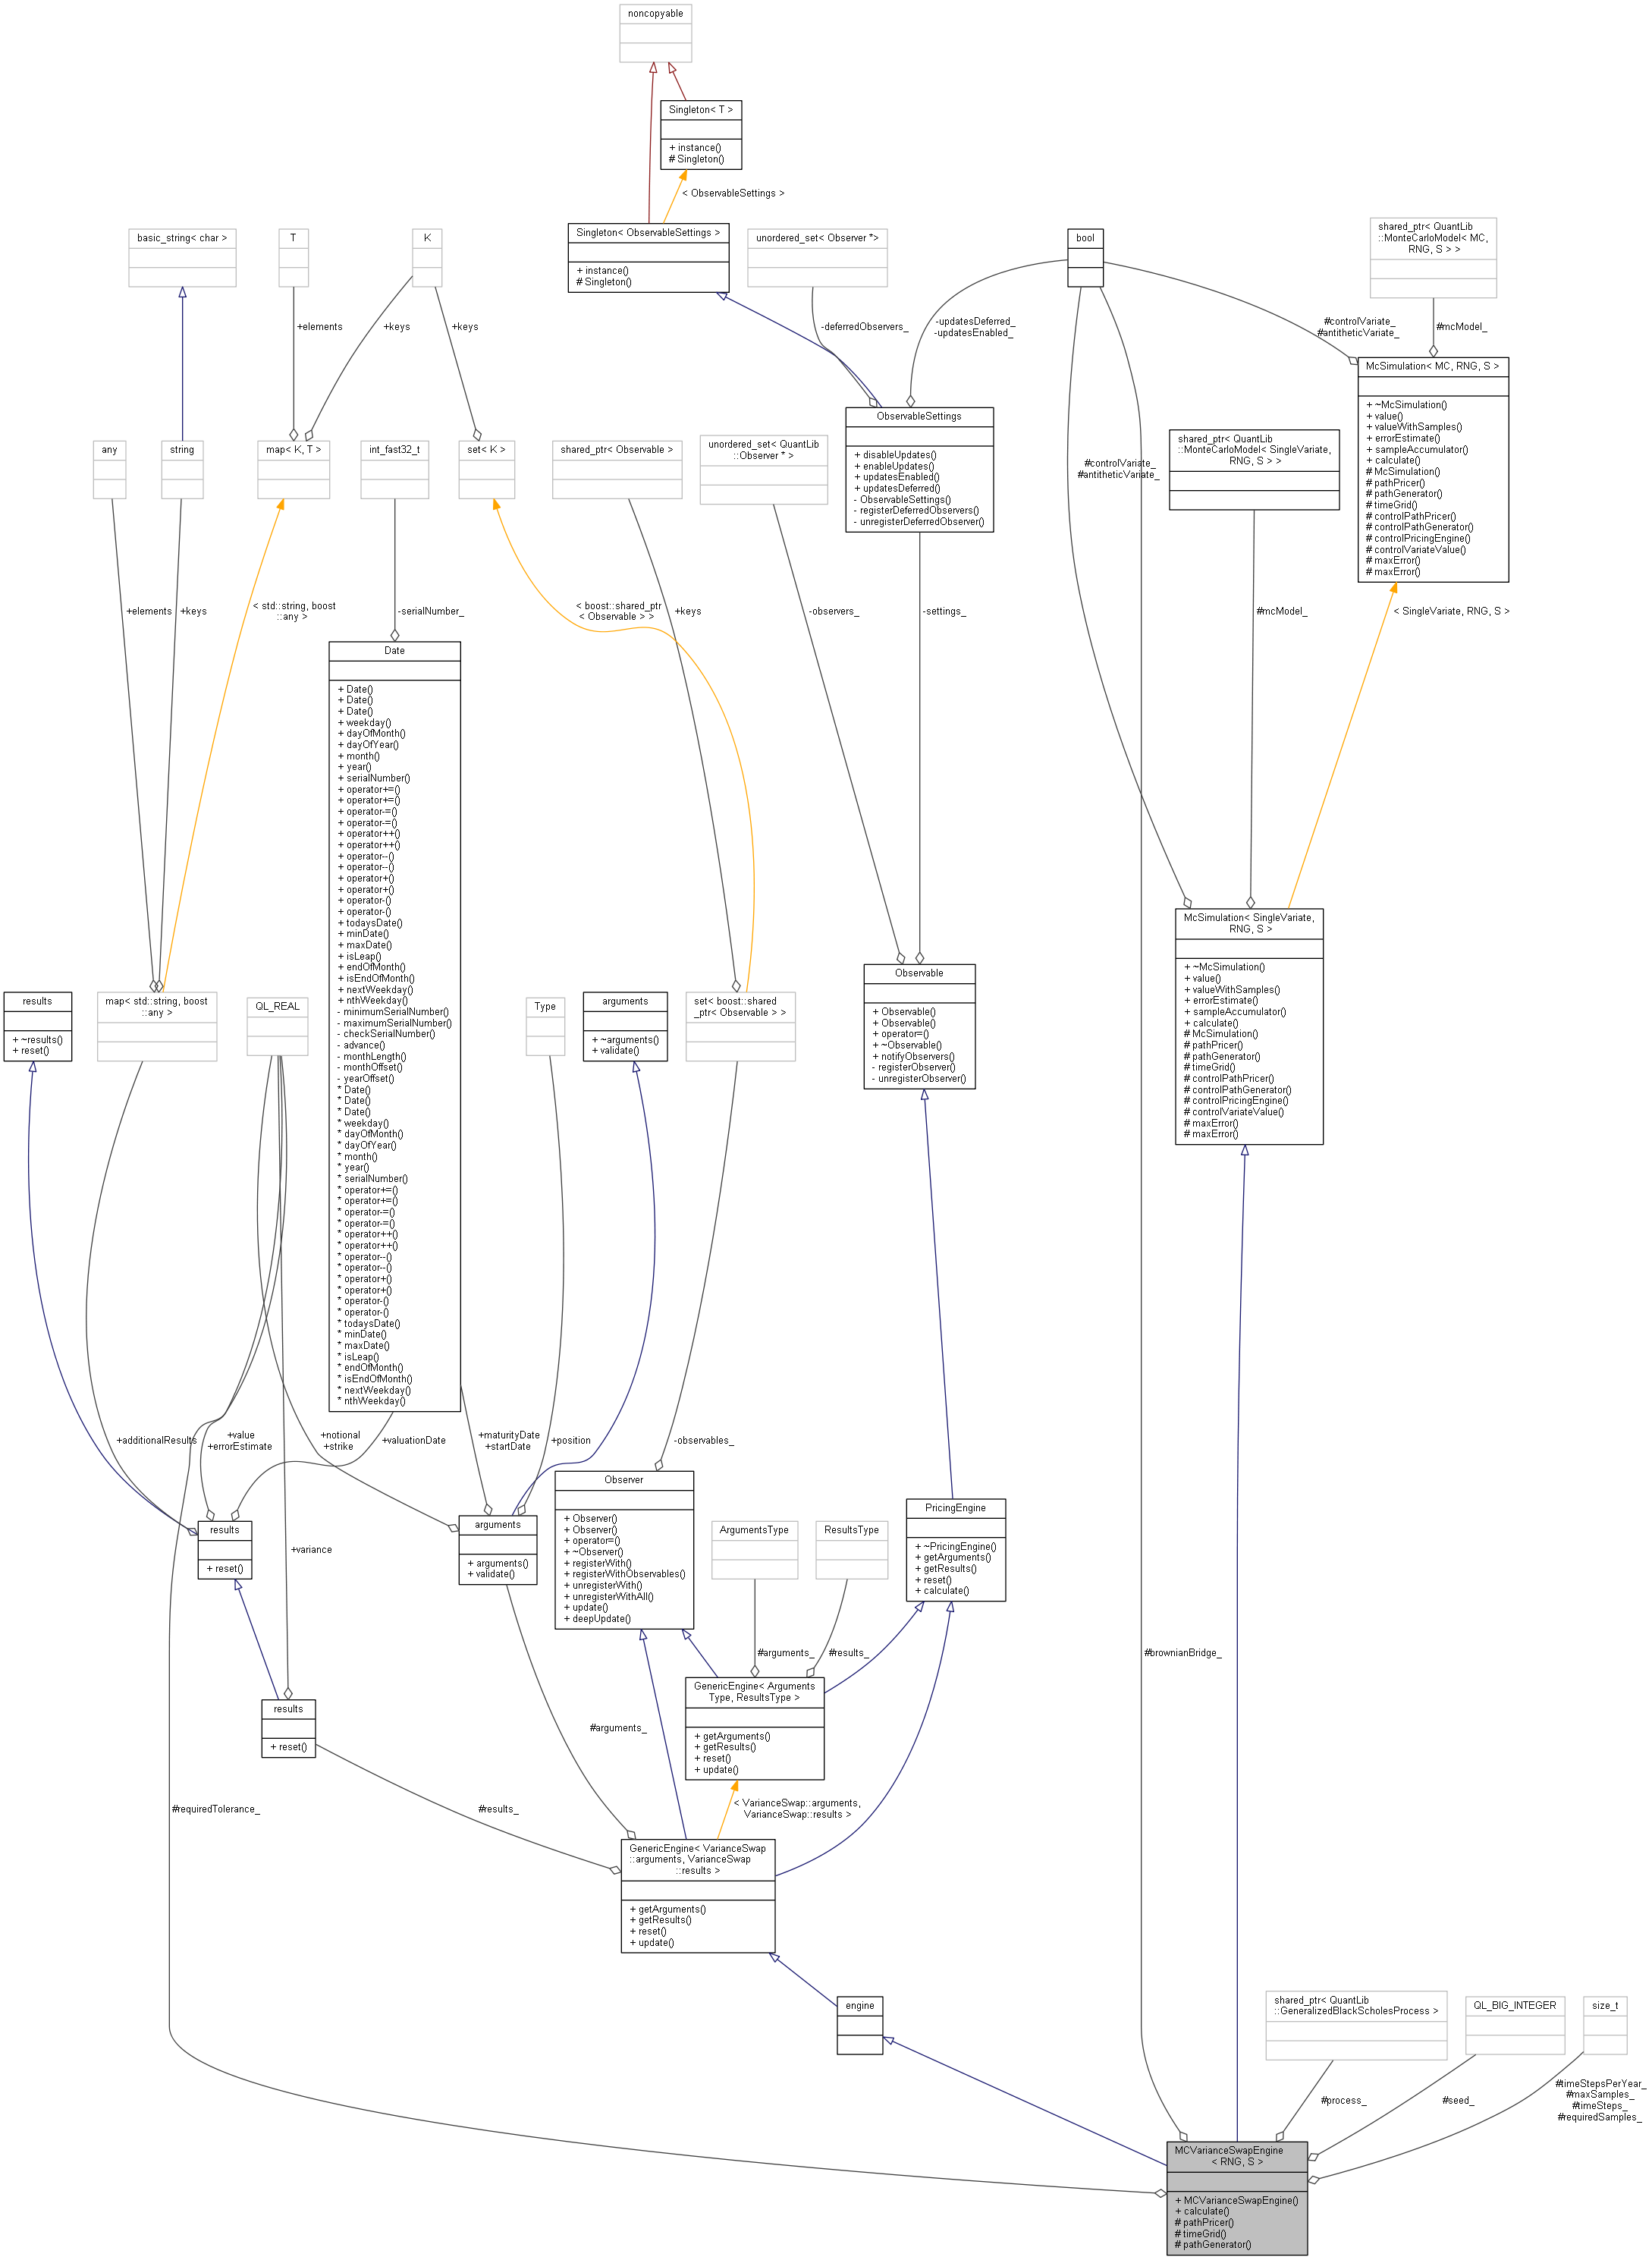 noncopyable
Singleton< T >
+ instance()
# Singleton()
< ObservableSettings >
basic_string< char >
T
K
Singleton< ObservableSettings >
+ instance()
# Singleton()
unordered_set< Observer *>
bool
shared_ptr< QuantLib
::MonteCarloModel< MC,
RNG, S > >
+elements
+keys
+keys
-deferredObservers_
-updatesDeferred_
-updatesEnabled_
#controlVariate_
#antitheticVariate_
#mcModel_
any
string
map< K, T >
int_fast32_t
set< K >
shared_ptr< Observable >
unordered_set< QuantLib
::Observer * >
ObservableSettings
+ disableUpdates()
+ enableUpdates()
+ updatesEnabled()
+ updatesDeferred()
- ObservableSettings()
- registerDeferredObservers()
- unregisterDeferredObserver()
#controlVariate_
#antitheticVariate_
shared_ptr< QuantLib
::MonteCarloModel< SingleVariate,
RNG, S > >
McSimulation< MC, RNG, S >
+ ~McSimulation()
+ value()
+ valueWithSamples()
+ errorEstimate()
+ sampleAccumulator()
+ calculate()
# McSimulation()
# pathPricer()
# pathGenerator()
# timeGrid()
# controlPathPricer()
# controlPathGenerator()
# controlPricingEngine()
# controlVariateValue()
# maxError()
# maxError()
+elements
+keys
< std::string, boost
::any >
-serialNumber_
< boost::shared_ptr
< Observable > >
+keys
-observers_
-settings_
#mcModel_
< SingleVariate, RNG, S >
Date
+ Date()
+ Date()
+ Date()
+ weekday()
+ dayOfMonth()
+ dayOfYear()
+ month()
+ year()
+ serialNumber()
+ operator+=()
+ operator+=()
+ operator-=()
+ operator-=()
+ operator++()
+ operator++()
+ operator--()
+ operator--()
+ operator+()
+ operator+()
+ operator-()
+ operator-()
+ todaysDate()
+ minDate()
+ maxDate()
+ isLeap()
+ endOfMonth()
+ isEndOfMonth()
+ nextWeekday()
+ nthWeekday()
- minimumSerialNumber()
- maximumSerialNumber()
- checkSerialNumber()
- advance()
- monthLength()
- monthOffset()
- yearOffset()
* Date()
* Date()
* Date()
* weekday()
* dayOfMonth()
* dayOfYear()
* month()
* year()
* serialNumber()
* operator+=()
* operator+=()
* operator-=()
* operator-=()
* operator++()
* operator++()
* operator--()
* operator--()
* operator+()
* operator+()
* operator-()
* operator-()
* todaysDate()
* minDate()
* maxDate()
* isLeap()
* endOfMonth()
* isEndOfMonth()
* nextWeekday()
* nthWeekday()
McSimulation< SingleVariate,
RNG, S >
+ ~McSimulation()
+ value()
+ valueWithSamples()
+ errorEstimate()
+ sampleAccumulator()
+ calculate()
# McSimulation()
# pathPricer()
# pathGenerator()
# timeGrid()
# controlPathPricer()
# controlPathGenerator()
# controlPricingEngine()
# controlVariateValue()
# maxError()
# maxError()
Observable
+ Observable()
+ Observable()
+ operator=()
+ ~Observable()
+ notifyObservers()
- registerObserver()
- unregisterObserver()
results
+ ~results()
+ reset()
map< std::string, boost
::any >
QL_REAL
Type
arguments
+ ~arguments()
+ validate()
set< boost::shared
_ptr< Observable > >
+additionalResults
+value
+errorEstimate
+notional
+strike
+valuationDate
+maturityDate
+startDate
+position
-observables_
Observer
+ Observer()
+ Observer()
+ operator=()
+ ~Observer()
+ registerWith()
+ registerWithObservables()
+ unregisterWith()
+ unregisterWithAll()
+ update()
+ deepUpdate()
PricingEngine
+ ~PricingEngine()
+ getArguments()
+ getResults()
+ reset()
+ calculate()
results
+ reset()
+variance
arguments
+ arguments()
+ validate()
ArgumentsType
ResultsType
#arguments_
#results_
#brownianBridge_
results
+ reset()
#arguments_
GenericEngine< Arguments
Type, ResultsType >
+ getArguments()
+ getResults()
+ reset()
+ update()
#requiredTolerance_
#results_
< VarianceSwap::arguments,
VarianceSwap::results >
GenericEngine< VarianceSwap
::arguments, VarianceSwap
::results >
+ getArguments()
+ getResults()
+ reset()
+ update()
engine
shared_ptr< QuantLib
::GeneralizedBlackScholesProcess >
QL_BIG_INTEGER
size_t
#process_
#seed_
#timeStepsPerYear_
#maxSamples_
#timeSteps_
#requiredSamples_
MCVarianceSwapEngine
< RNG, S >
+ MCVarianceSwapEngine()
+ calculate()
# pathPricer()
# timeGrid()
# pathGenerator()